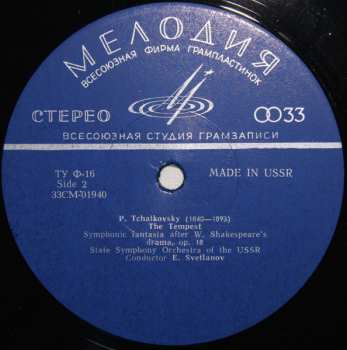 МЕЛОДИЯ
ВСЕСОЮЗНАЯ ФИРМА ГРАМПЛАСТИНОК
СТЕРЕО
33
ВСЕСОЮЗНАЯ СТУДИЯ ГРАМЗАПИСИ
ТУ Ф-16
MADE IN USSR
Side 2
33СМ-01940
P. Tchaikovsky (1840—1893)
The Tempest
Symphonic fantasia after W. Shakespeare's
drama, op. 18
State Symphony Orchestra of the USSR
Conductor E. Svetlanov